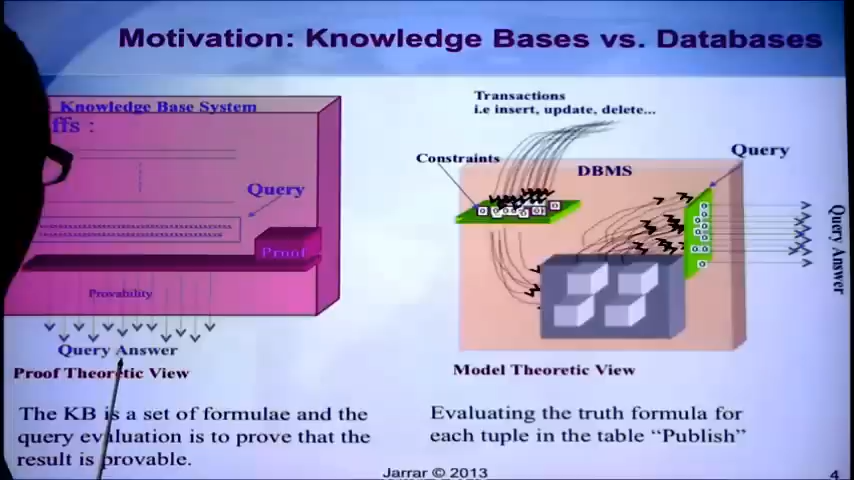 Motivation: Knowledge Bases vs. Databases
Knowledge Base System
ffs :
Query
Proof
Provability
Query Answer
Proof Theoretic View
The KB is a set of formulae and the
query evaluation is to prove that the
result is provable.
Transactions
i.e insert, update, delete...
Constraints
DBMS
Query
Query Answer
Model Theoretic View
Evaluating the truth formula for
each tuple in the table “Publish”
Jarrar © 2013
4